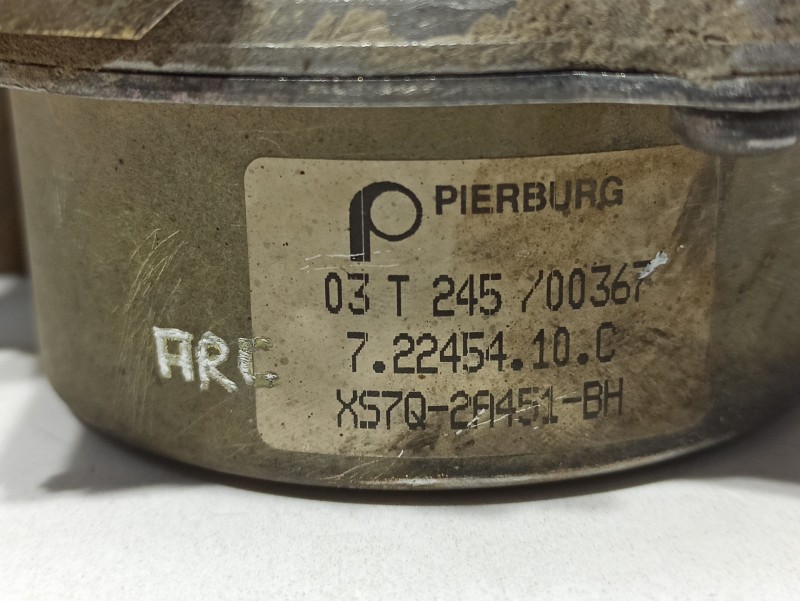 PIERBURG
03 T 245 /00367
7.22454.10.C
XS7Q-2A451-BH
ARC